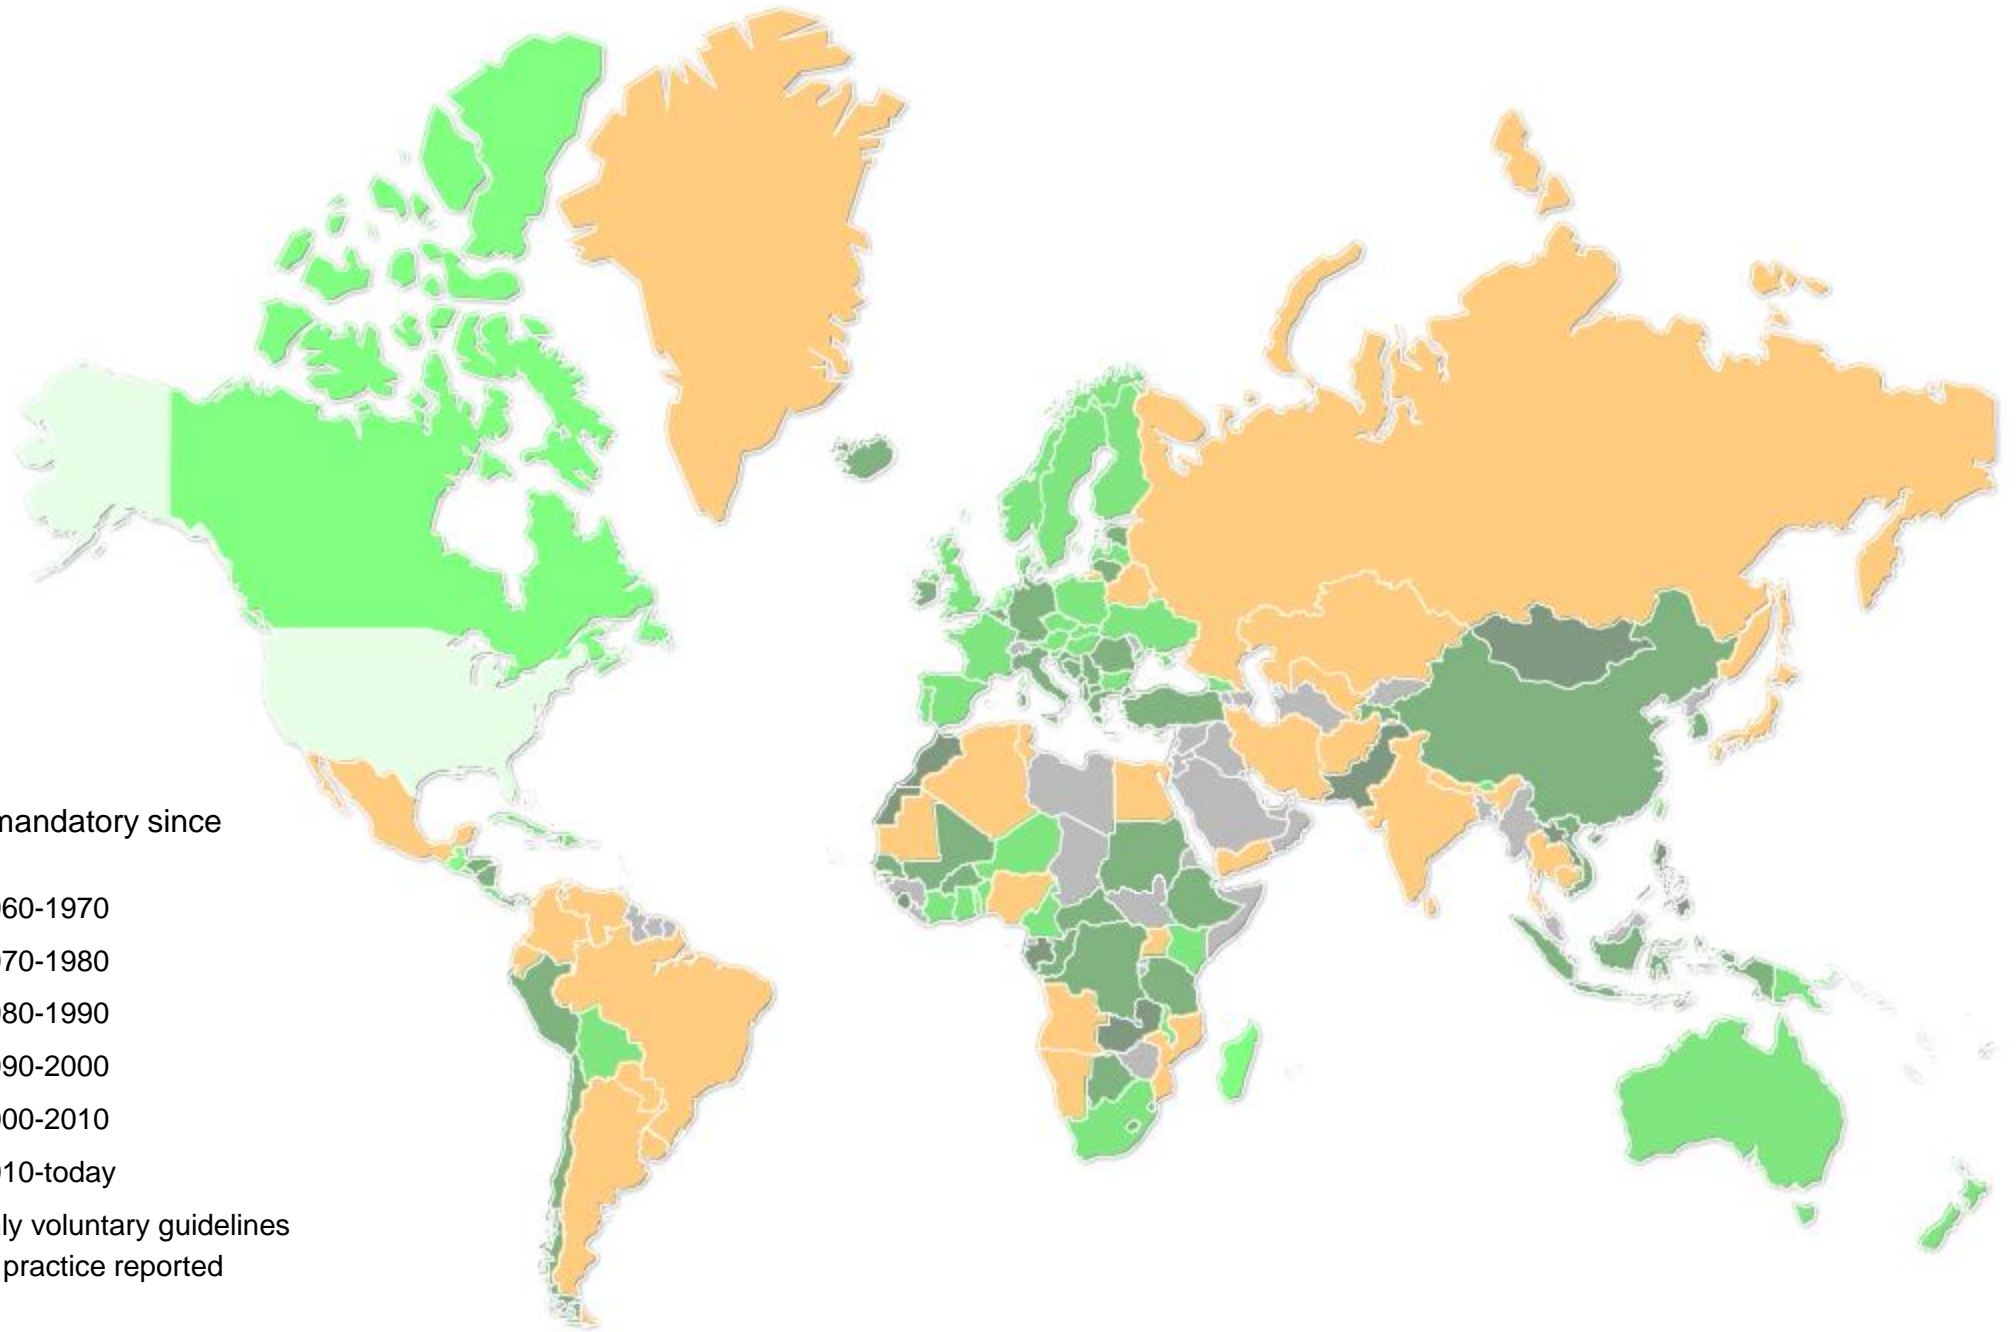 mandatory since
60-1970
70-1980
80-1990
90-2000
00-2010
10-today
ly voluntary guidelines
practice reported